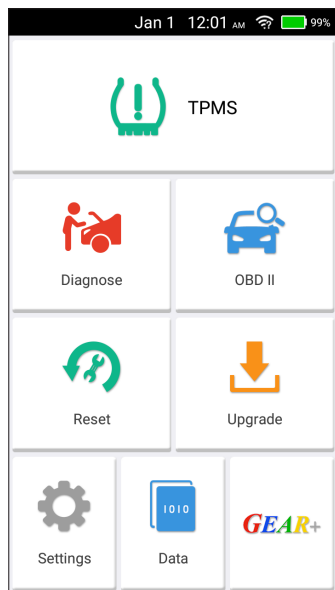 Jan 1 12:01 AM 99%
TPMS
Diagnose
OBD II
Reset
Upgrade
1010
GEAR+
Settings
Data